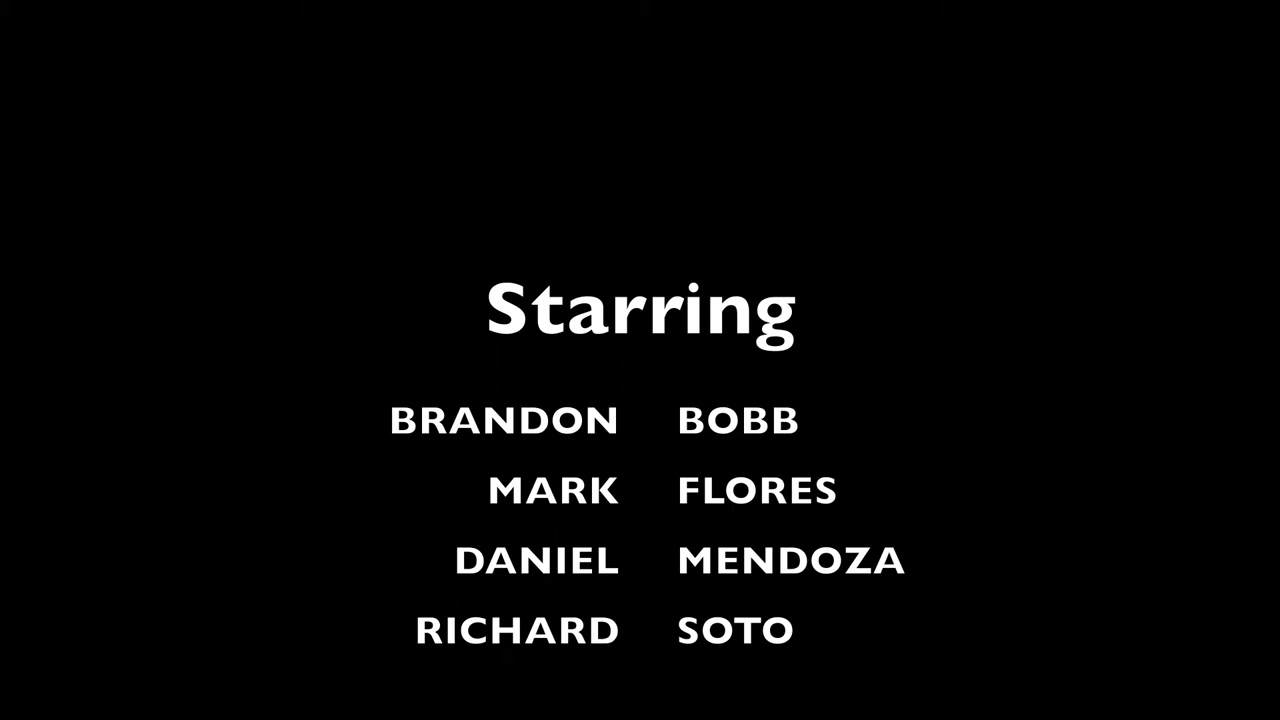 Starring
BRANDON BOBB
MARK FLORES
DANIEL MENDOZA
RICHARD SOTO